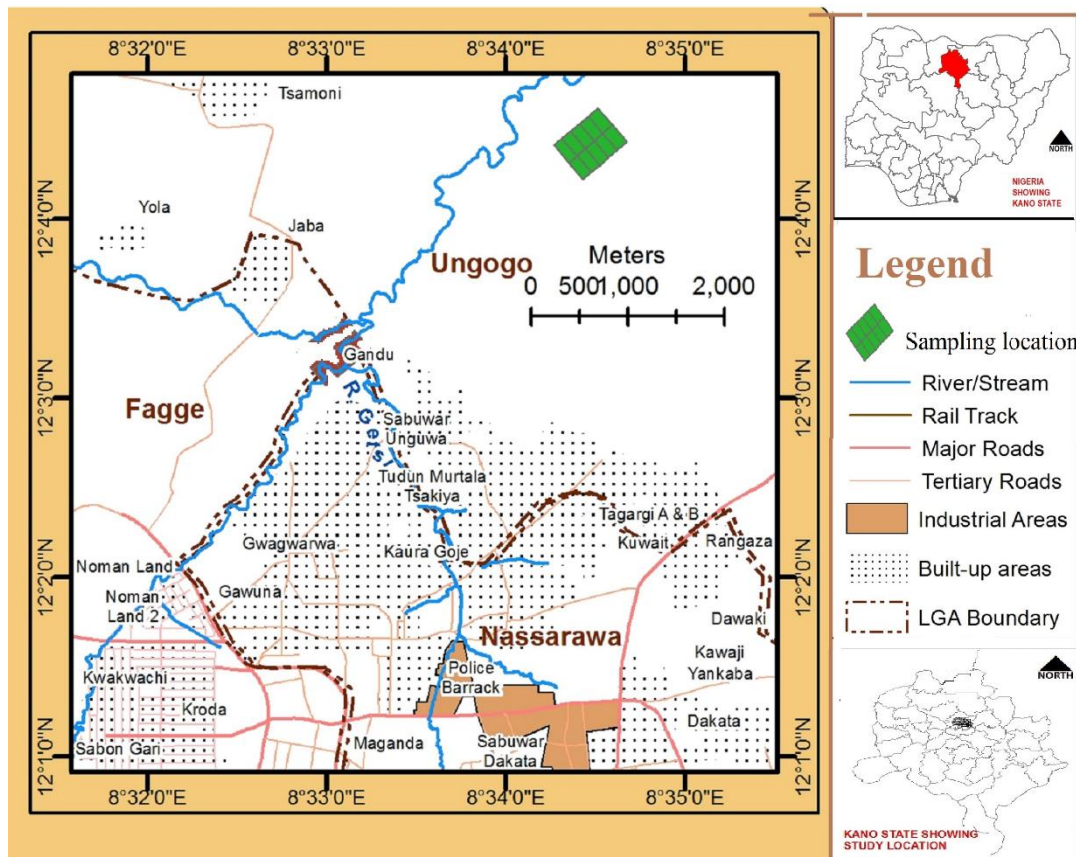 8°32'0"E
8°33'0"E
8°34'0"E
8°35'0"E
12°4'0"N
12°3'0"N
12°2'0"N
12°1'0"N
Tsamoni
Yola
Jaba
Ungogo
Meters
0 5001,000 2,000
Gandu
Fagge
R. Getsi
Sabuwar
Unguwa
Tudun Murtala
Tsakiya
Tagargi A & B
Gwagwarwa
Kaura Goje
Kuwait
Rangaza
Noman Land
Noman
Land 2
Gawuna
Dawaki
Nassarawa
Kawaji
Yankaba
Police
Barrack
Kwakwachi
Kroda
Dakata
Sabon Gari
Maganda
Sabuwar
Dakata
12°4'0"N
12°3'0"N
12°2'0"N
12°1'0"N
8°32'0"E
8°33'0"E
8°34'0"E
8°35'0"E
NORTH
NIGERIA
SHOWING
KANO STATE
Legend
Sampling location
River/Stream
Rail Track
Major Roads
Tertiary Roads
Industrial Areas
Built-up areas
LGA Boundary
NORTH
KANO STATE SHOWING
STUDY LOCATION